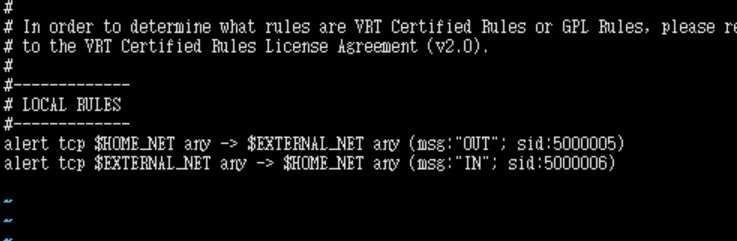 #
# In order to determine what rules are VRT Certified Rules or GPL Rules, please
# to the VRT Certified Rules License Agreement (v2.0).
#
#-------------
# LOCAL RULES
#-------------
alert tcp $HOME_NET any -> $EXTERNAL_NET any (msg:"OUT"; sid:5000005)
alert tcp $EXTERNAL_NET any -> $HOME_NET any (msg:"IN"; sid:5000006)
~
~
~